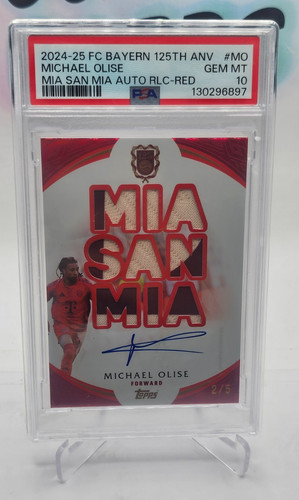 2024-25 FC BAYERN 125TH ANV #MO
MICHAEL OLISE GEM MT
MIA SAN MIA AUTO RLC-RED 10
PSA 130296897
MIA
SAN
MIA
MICHAEL OLISE
FORWARD
Topps
2/5